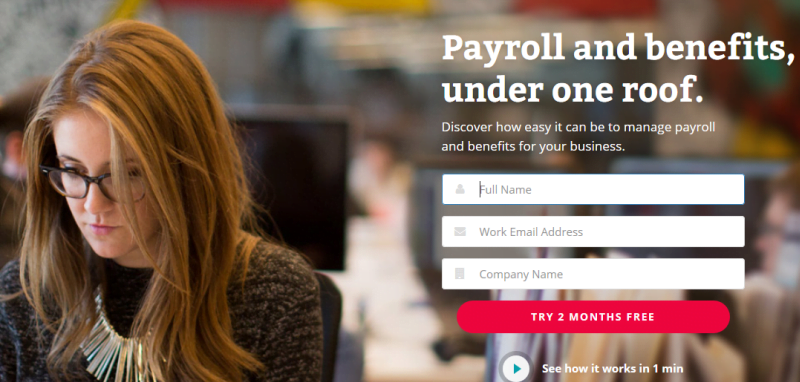 Payroll and benefits,
under one roof.
Discover how easy it can be to manage payroll
and benefits for your business.
Full Name
Work Email Address
Company Name
TRY 2 MONTHS FREE
See how it works in 1 min